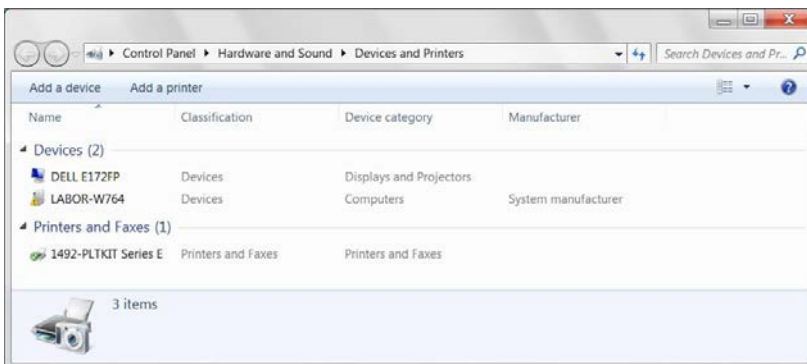 Control Panel ▸ Hardware and Sound ▸ Devices and Printers
Search Devices and Pr...
Add a device Add a printer
Name Classification Device category Manufacturer
Devices (2)
DELL E172FP Devices Displays and Projectors
LABOR-W764 Devices Computers System manufacturer
Printers and Faxes (1)
1492-PLTKIT Series E Printers and Faxes Printers and Faxes
3 items